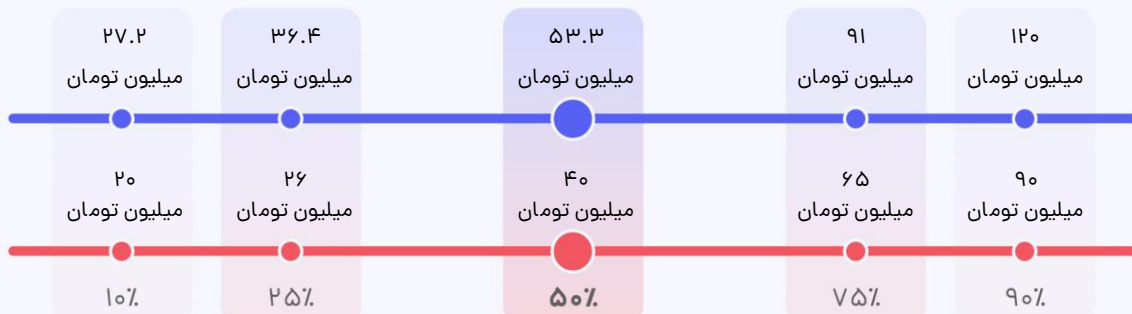 ۲۷.۲
میلیون تومان
۳۶.۴
میلیون تومان
۵۳.۳
میلیون تومان
۹۱
میلیون تومان
۱۲۰
میلیون تومان
۲۰
میلیون تومان
۲۶
میلیون تومان
۴۰
میلیون تومان
۶۵
میلیون تومان
۹۰
میلیون تومان
۱۰٪
۲۵٪
۵۰٪
۷۵٪
۹۰٪